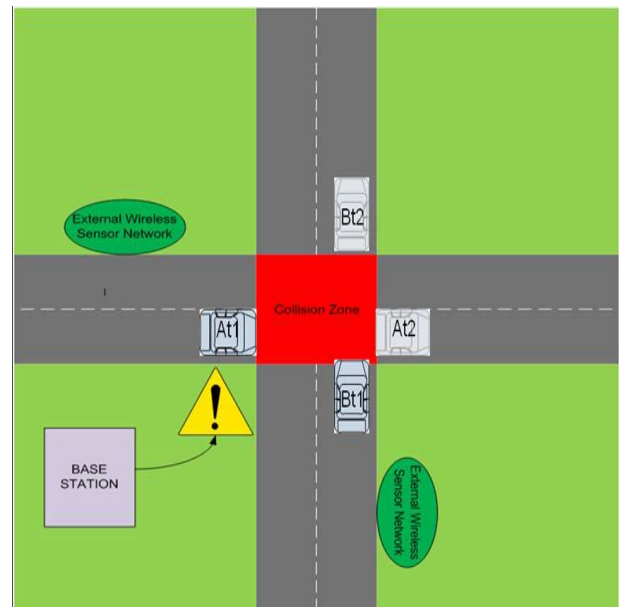 Bt2
External Wireless
Sensor Network
Collision Zone
At1
At2
!
Bt1
BASE
STATION
External Wireless
Sensor Network